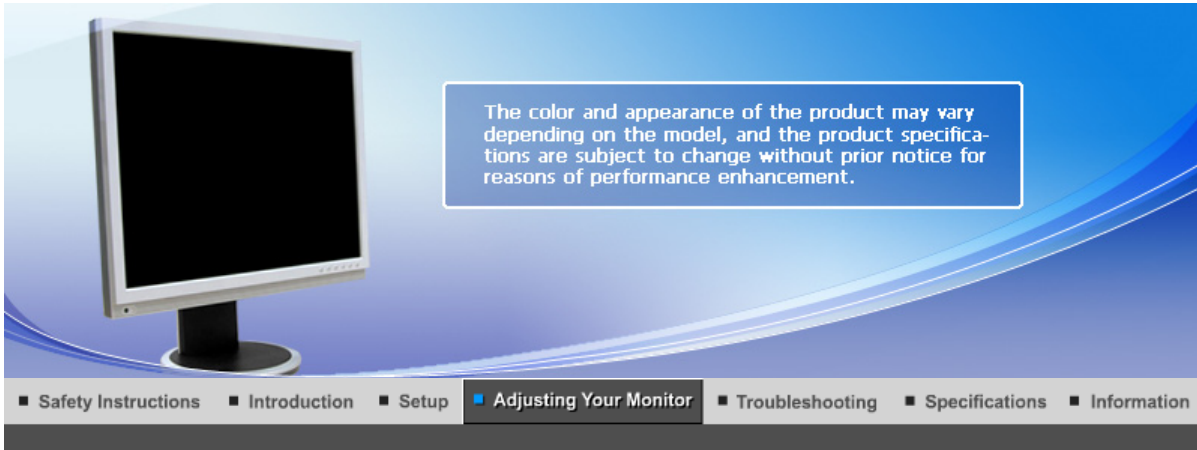 The color and appearance of the product may vary
depending on the model, and the product specifica-
tions are subject to change without prior notice for
reasons of performance enhancement.
Safety Instructions
Introduction
Setup
Adjusting Your Monitor
Troubleshooting
Specifications
Information